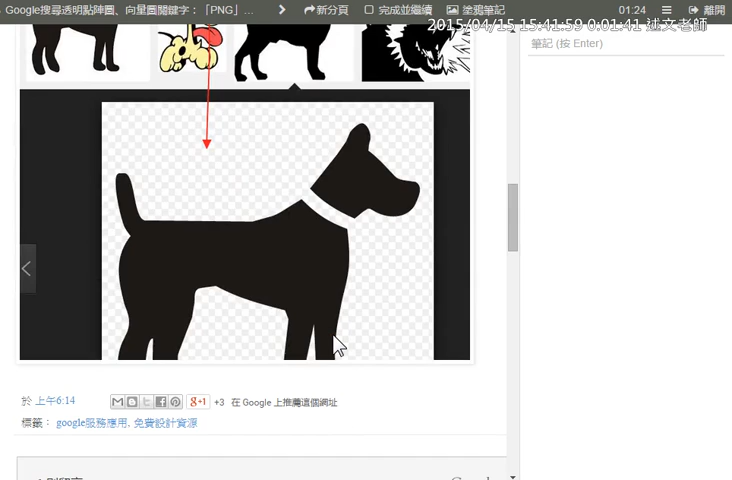 Google搜尋透明點陣圖、向量圖關鍵字：「PNG」...
新分頁
完成並繼續
塗鴉筆記
01:24
離開
2015/04/15 15:41:59 0:01:41 述文老師
筆記 (按 Enter)
於 上午6:14
g+1 +3 在 Google 上推薦這個網址
標籤： google服務應用, 免費設計資源